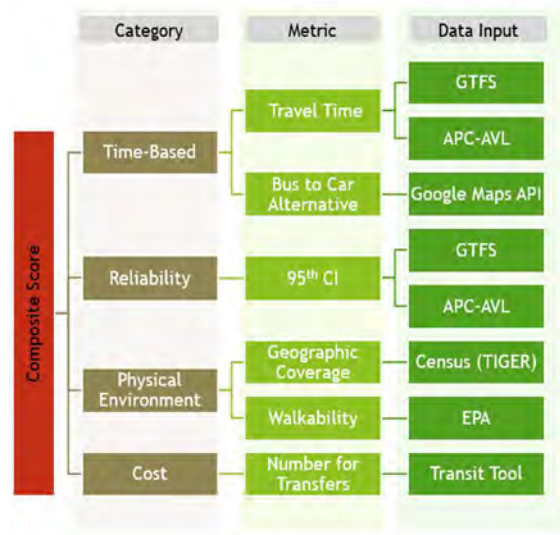 Category
Metric
Data Input
Composite Score
Time-Based
Travel Time
GTFS
APC-AVL
Bus to Car
Alternative
Google Maps API
Reliability
95th CI
GTFS
APC-AVL
Physical
Environment
Geographic
Coverage
Census (TIGER)
Walkability
EPA
Cost
Number for
Transfers
Transit Tool